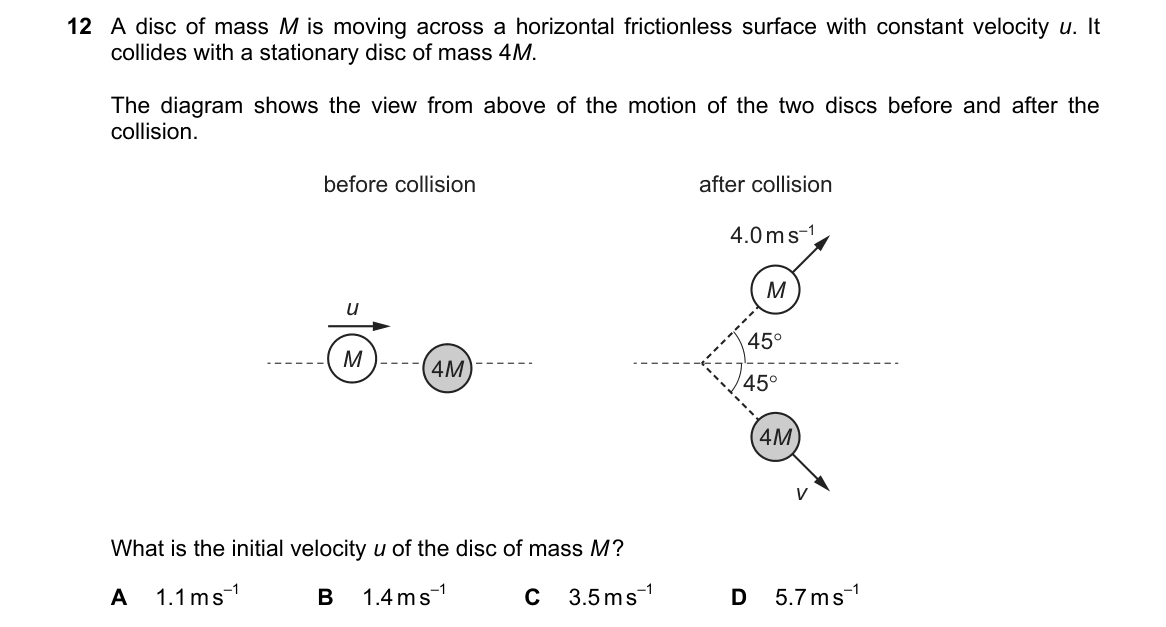 12 A disc of mass M is moving across a horizontal frictionless surface with constant velocity u. It
collides with a stationary disc of mass 4M.
The diagram shows the view from above of the motion of the two discs before and after the
collision.
before collision
after collision
4.0 m s⁻¹
M
u
45°
M
4M
45°
4M
v
What is the initial velocity u of the disc of mass M?
A 1.1 m s⁻¹ B 1.4 m s⁻¹ C 3.5 m s⁻¹ D 5.7 m s⁻¹